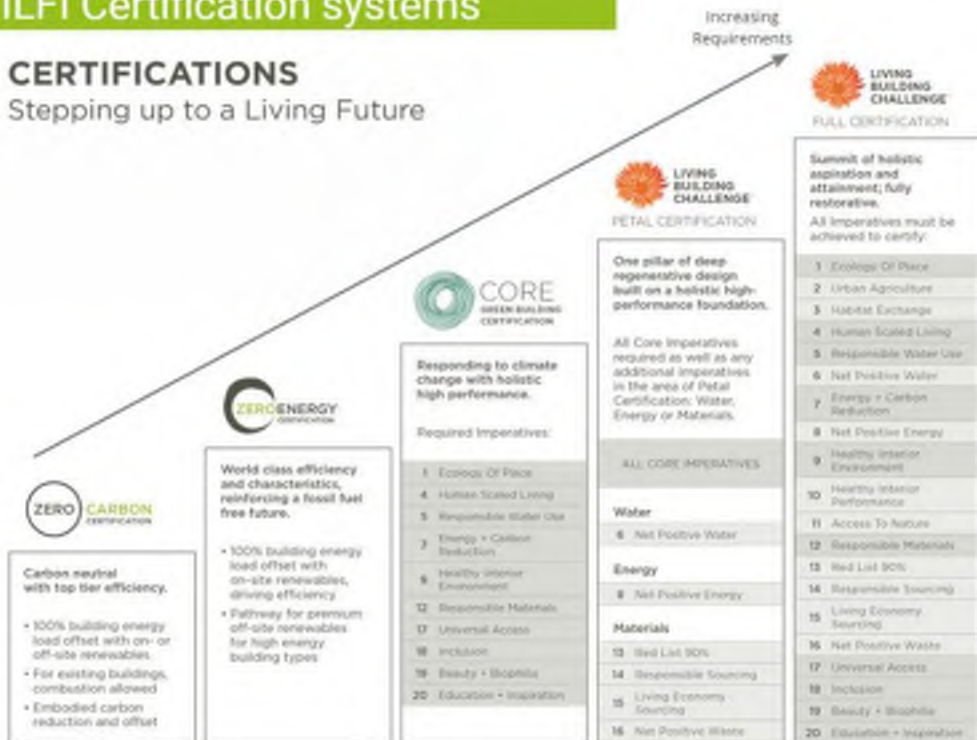 ILFI Certification systems
CERTIFICATIONS
Stepping up to a Living Future
Increasing
Requirements
ZERO CARBON
CERTIFICATION
Carbon neutral
with top tier efficiency.
• 100% building energy
load offset with on- or
off-site renewables
• For existing buildings,
combustion allowed
• Embodied carbon
reduction and offset
ZEROENERGY
CERTIFICATION
World class efficiency
and characteristics,
reinforcing a fossil fuel
free future.
• 100% building energy
load offset with
on-site renewables,
driving efficiency
• Pathway for premium
off-site renewables
for high energy
building types
CORE
GREEN BUILDING
CERTIFICATION
Responding to climate
change with holistic
high performance.
Required Imperatives:
1 Ecology Of Place
4 Human Scaled Living
5 Responsible Water Use
7 Energy + Carbon
Reduction
9 Healthy Interior
Environment
12 Responsible Materials
17 Universal Access
18 Inclusion
19 Beauty + Biophilia
20 Education + Inspiration
LIVING
BUILDING
CHALLENGE
PETAL CERTIFICATION
One pillar of deep
regenerative design
built on a holistic high-
performance foundation.
All Core Imperatives
required as well as any
additional imperatives
in the area of Petal
Certification: Water,
Energy or Materials.
ALL CORE IMPERATIVES
Water
6 Net Positive Water
Energy
8 Net Positive Energy
Materials
13 Red List 90%
14 Responsible Sourcing
15 Living Economy
Sourcing
16 Net Positive Waste
LIVING
BUILDING
CHALLENGE
FULL CERTIFICATION
Summit of holistic
aspiration and
attainment; fully
restorative.
All Imperatives must be
achieved to certify:
1 Ecology Of Place
2 Urban Agriculture
3 Habitat Exchange
4 Human Scaled Living
5 Responsible Water Use
6 Net Positive Water
7 Energy + Carbon
Reduction
8 Net Positive Energy
9 Healthy Interior
Environment
10 Healthy Interior
Performance
11 Access To Nature
12 Responsible Materials
13 Red List 90%
14 Responsible Sourcing
15 Living Economy
Sourcing
16 Net Positive Waste
17 Universal Access
18 Inclusion
19 Beauty + Biophilia
20 Education + Inspiration